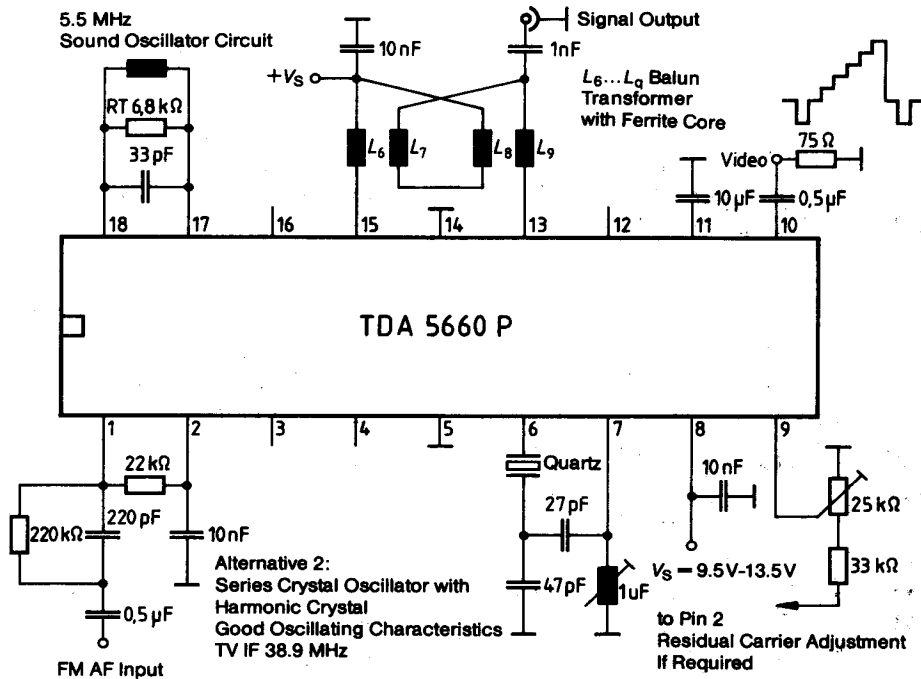 5.5 MHz
Sound Oscillator Circuit
RT 6,8 kΩ
33 pF
10 nF
+VS
Signal Output
1nF
L6...Lq Balun
Transformer
with Ferrite Core
L6
L7
L8
L9
75 Ω
Video
10 µF
0,5 µF
18
17
16
15
14
13
12
11
10
TDA 5660 P
1
2
3
4
5
6
7
8
9
22 kΩ
220 kΩ
220 pF
10 nF
0,5 µF
FM AF Input
Alternative 2:
Series Crystal Oscillator with
Harmonic Crystal
Good Oscillating Characteristics
TV IF 38.9 MHz
Quartz
27 pF
47 pF
1uF
10 nF
VS = 9.5 V-13.5 V
25 kΩ
33 kΩ
to Pin 2
Residual Carrier Adjustment
If Required